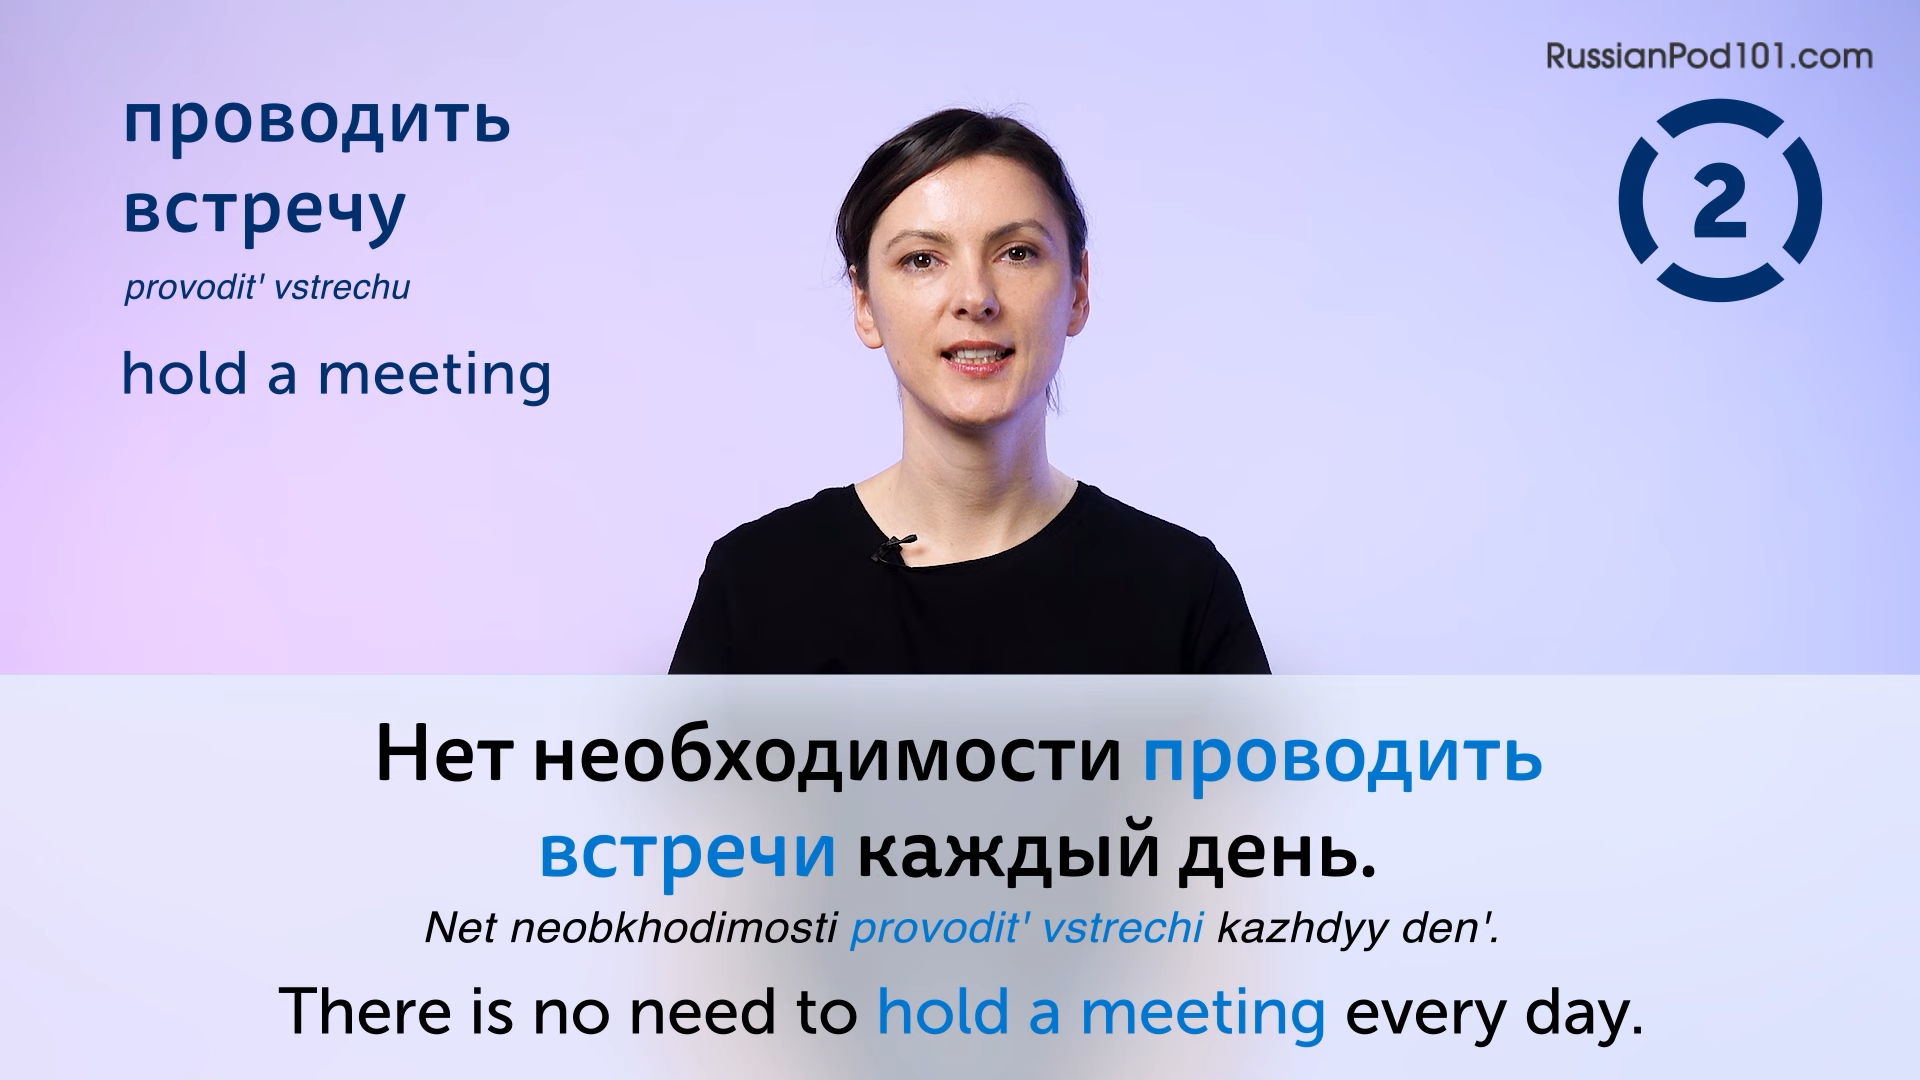 RussianPod101.com
проводить
встречу
provodit' vstrechu
hold a meeting
2
Нет необходимости проводить
встречи каждый день.
Net neobkhodimosti provodit' vstrechi kazhdyy den'.
There is no need to hold a meeting every day.